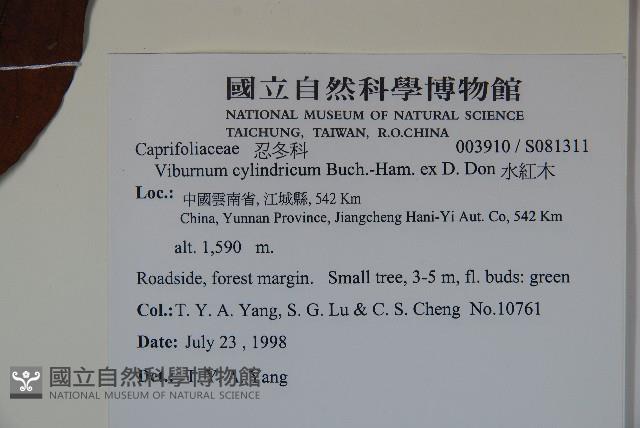 國立自然科學博物館
NATIONAL MUSEUM OF NATURAL SCIENCE
TAICHUNG, TAIWAN, R.O.CHINA
Caprifoliaceae 忍冬科 003910 / S081311
Viburnum cylindricum Buch.-Ham. ex D. Don 水紅木
Loc.: 中國雲南省, 江城縣, 542 Km
China, Yunnan Province, Jiangcheng Hani-Yi Aut. Co, 542 Km
alt. 1,590 m.
Roadside, forest margin. Small tree, 3-5 m, fl. buds: green
Col.: T. Y. A. Yang, S. G. Lu & C. S. Cheng No.10761
Date: July 23 , 1998
Det.: T. Y. A. Yang
國立自然科學博物館
NATIONAL MUSEUM OF NATURAL SCIENCE